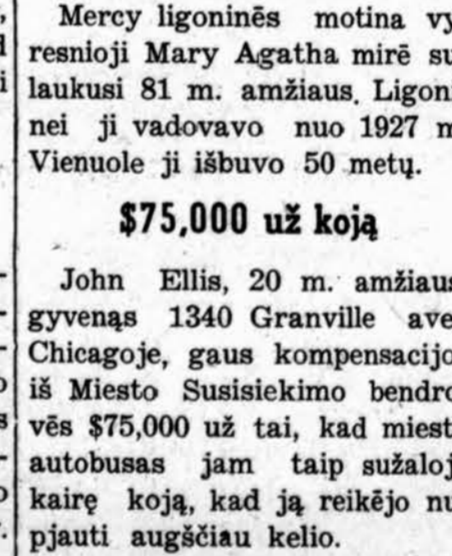 Mercy ligoninės motina vy
resnioji Mary Agatha mirė su
laukusi 81 m. amžiaus. Ligoni
nei ji vadovavo nuo 1927 m
Vienuole ji išbuvo 50 metų.
$75,000 už koją
John Ellis, 20 m. amžiaus
gyvenąs 1340 Granville ave
Chicagoje, gaus kompensacijo
iš Miesto Susisiekimo bendro
vės $75,000 už tai, kad miest
autobusas jam taip sužaloj
kairę koją, kad ją reikėjo nu
pjauti augščiau kelio.